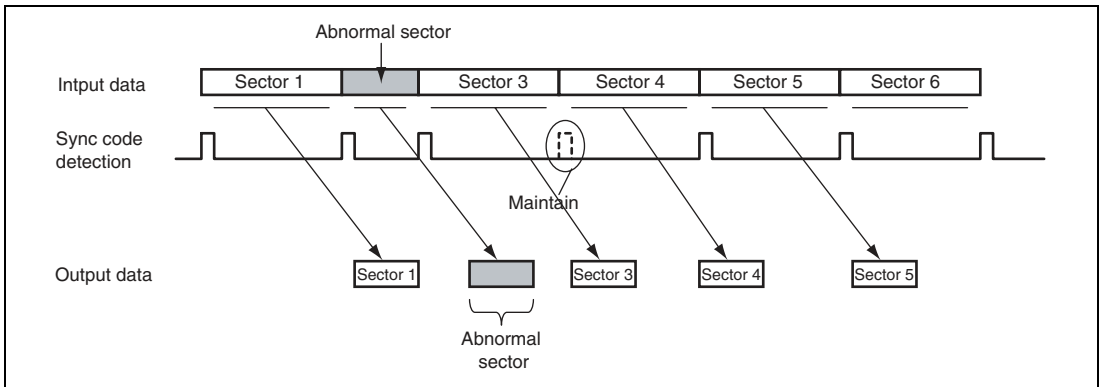 Abnormal sector
Intput data
Sector 1
Sector 3
Sector 4
Sector 5
Sector 6
Sync code
detection
Maintain
Output data
Sector 1
Sector 3
Sector 4
Sector 5
Abnormal
sector